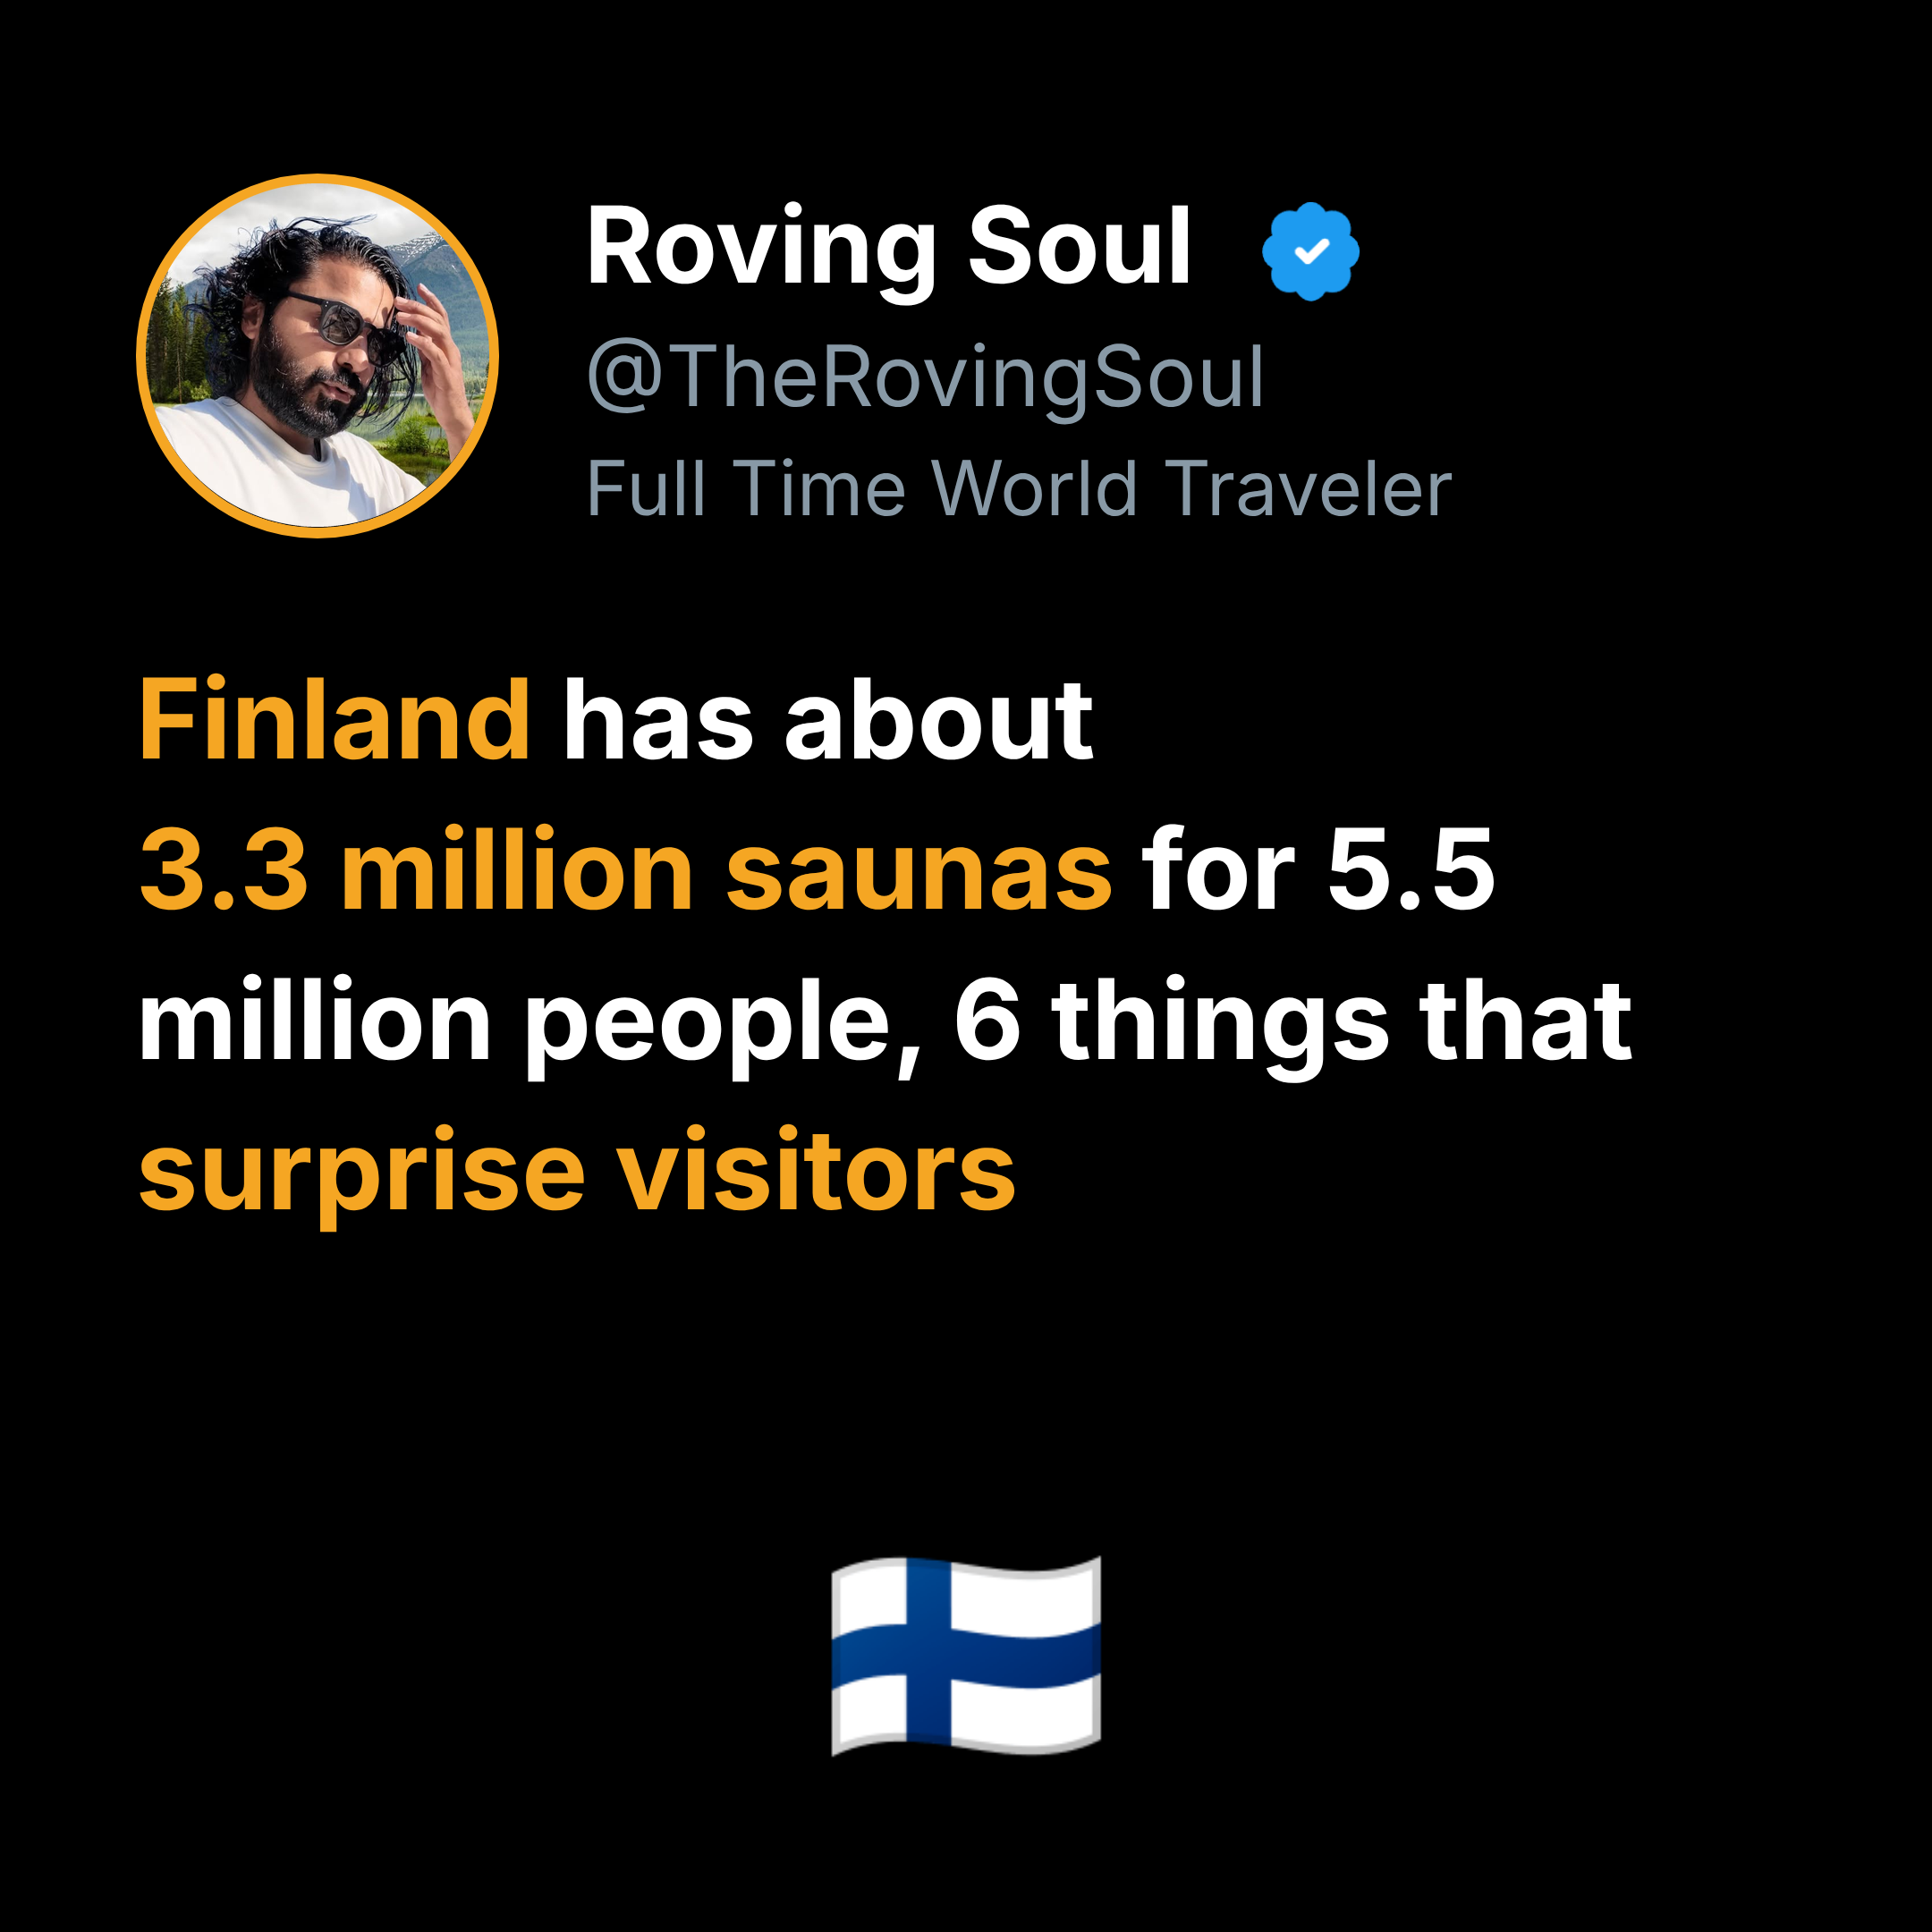 Roving Soul
@TheRovingSoul
Full Time World Traveler
Finland has about
3.3 million saunas for 5.5
million people, 6 things that
surprise visitors